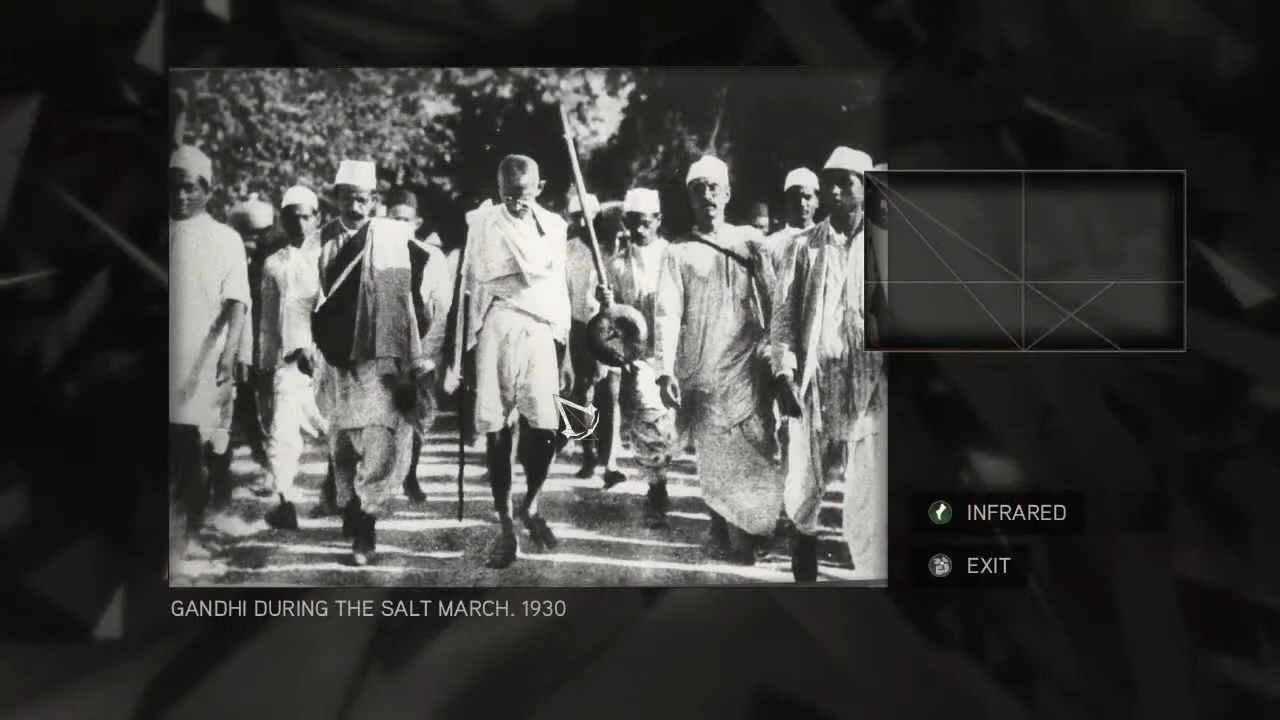 INFRARED
EXIT
GANDHI DURING THE SALT MARCH. 1930